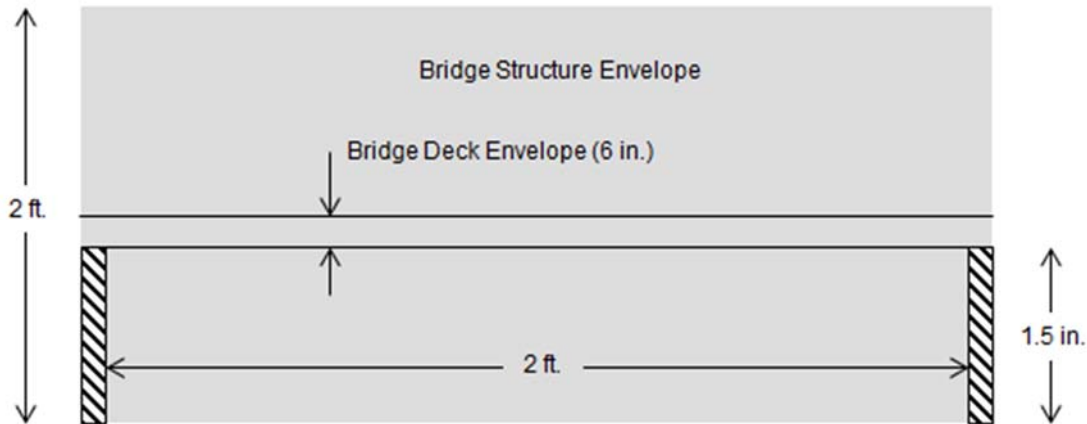 Bridge Structure Envelope
Bridge Deck Envelope (6 in.)
2 ft.
1.5 in.
2 ft.